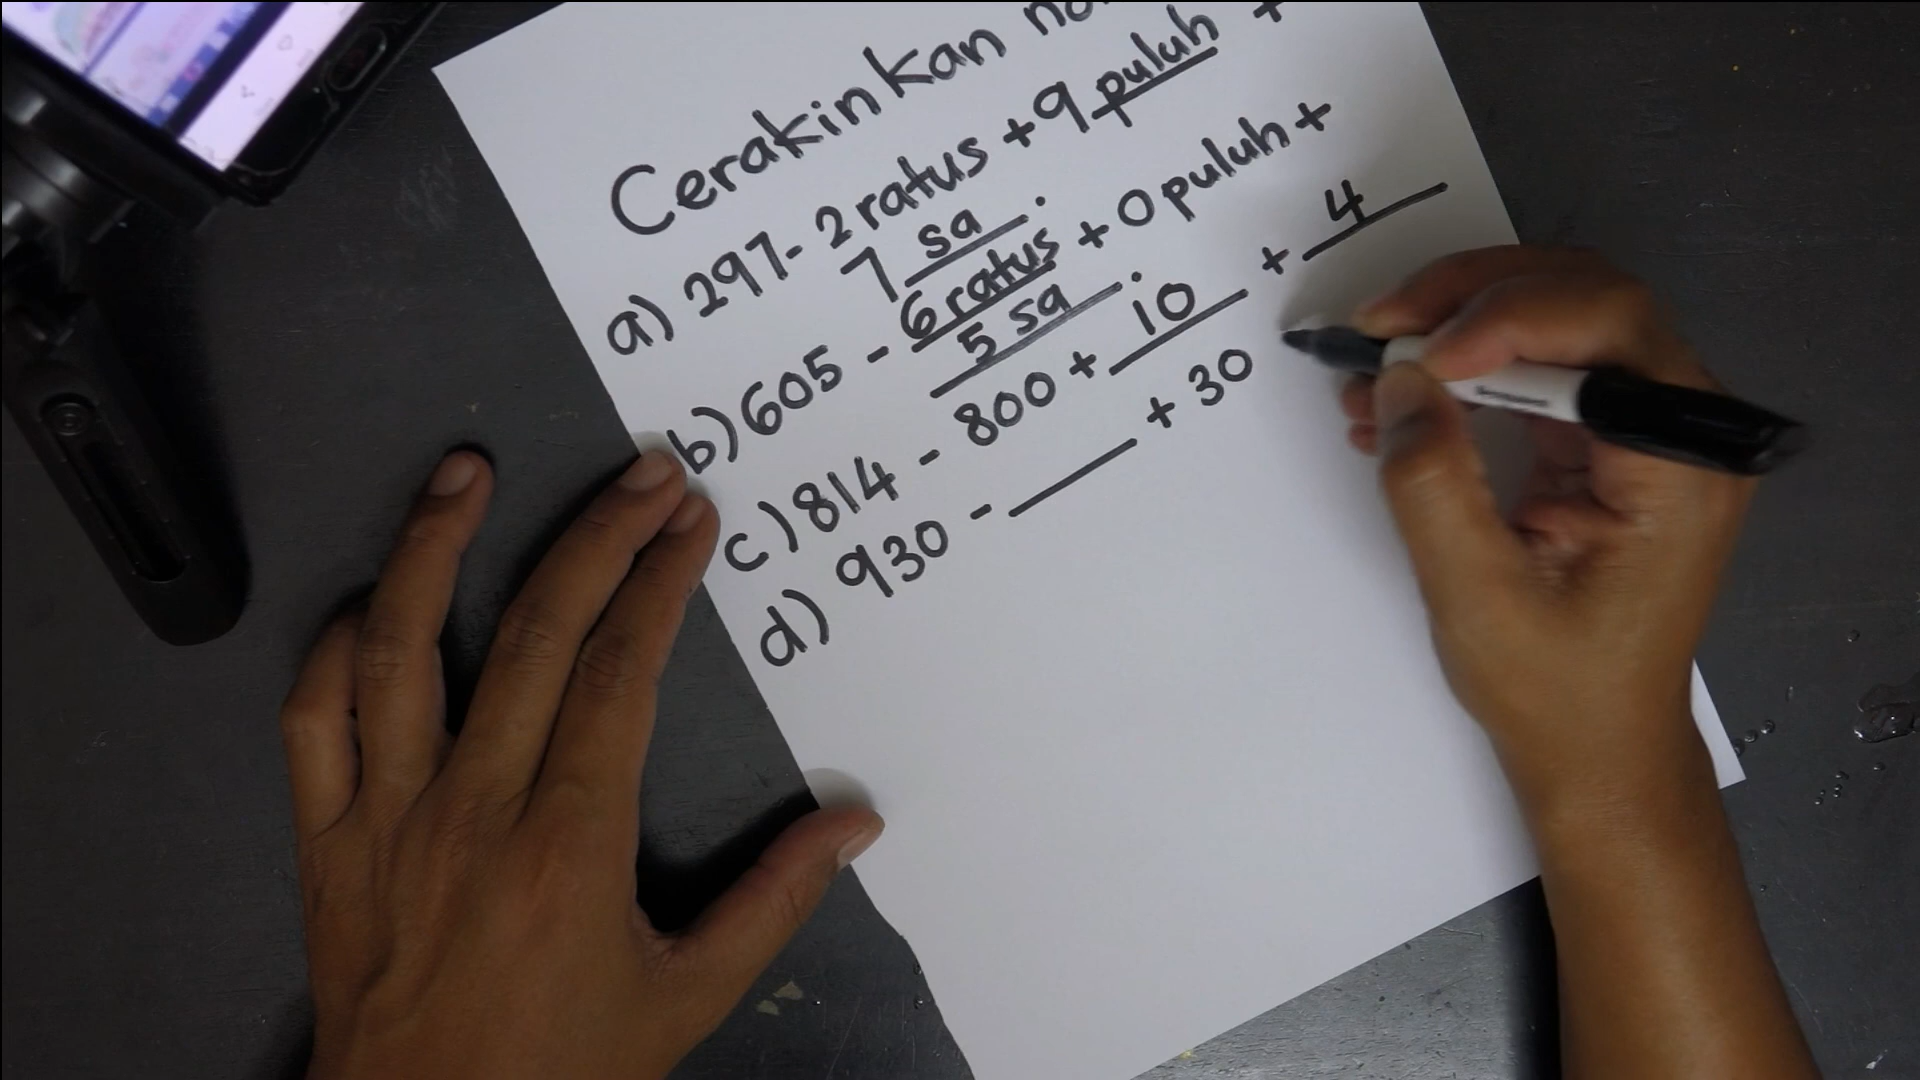 Cerakinkan
a) 297 - 2 ratus + 9 puluh +
7 sa.
b) 605 - 6 ratus + 0 puluh +
5 sa.
c) 814 - 800 + 10 + 4
d) 930 - ____ + 30